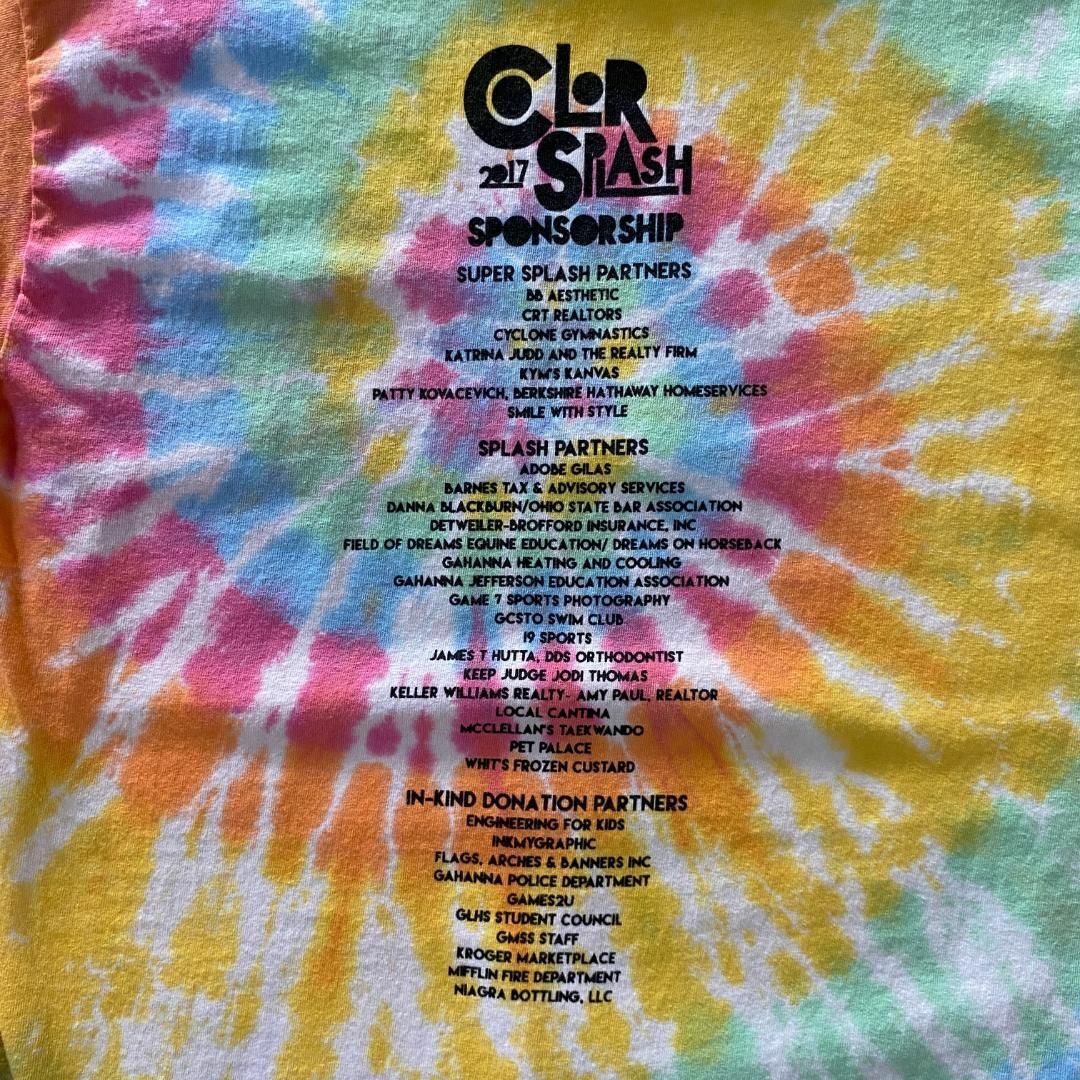 COLOR
2017 SPLASH
SPONSORSHIP
SUPER SPLASH PARTNERS
BB AESTHETIC
CRT REALTORS
CYCLONE GYMNASTICS
KATRINA JUDD AND THE REALTY FIRM
KYM'S KANVAS
PATTY KOVACEVICH, BERKSHIRE HATHAWAY HOMESERVICES
SMILE WITH STYLE
SPLASH PARTNERS
ADOBE GILAS
BARNES TAX & ADVISORY SERVICES
DANNA BLACKBURN/OHIO STATE BAR ASSOCIATION
DETWEILER-BROFFORD INSURANCE, INC
FIELD OF DREAMS EQUINE EDUCATION/ DREAMS ON HORSEBACK
GAHANNA HEATING AND COOLING
GAHANNA JEFFERSON EDUCATION ASSOCIATION
GAME 7 SPORTS PHOTOGRAPHY
GCSTO SWIM CLUB
19 SPORTS
JAMES T HUTTA, DDS ORTHODONTIST
KEEP JUDGE JODI THOMAS
KELLER WILLIAMS REALTY- AMY PAUL, REALTOR
LOCAL CANTINA
MCCLELLAN'S TAEKWANDO
PET PALACE
WHIT'S FROZEN CUSTARD
IN-KIND DONATION PARTNERS
ENGINEERING FOR KIDS
INKMYGRAPHIC
FLAGS, ARCHES & BANNERS INC
GAHANNA POLICE DEPARTMENT
GAMES2U
GLHS STUDENT COUNCIL
GMSS STAFF
KROGER MARKETPLACE
MIFFLIN FIRE DEPARTMENT
NIAGRA BOTTLING, LLC